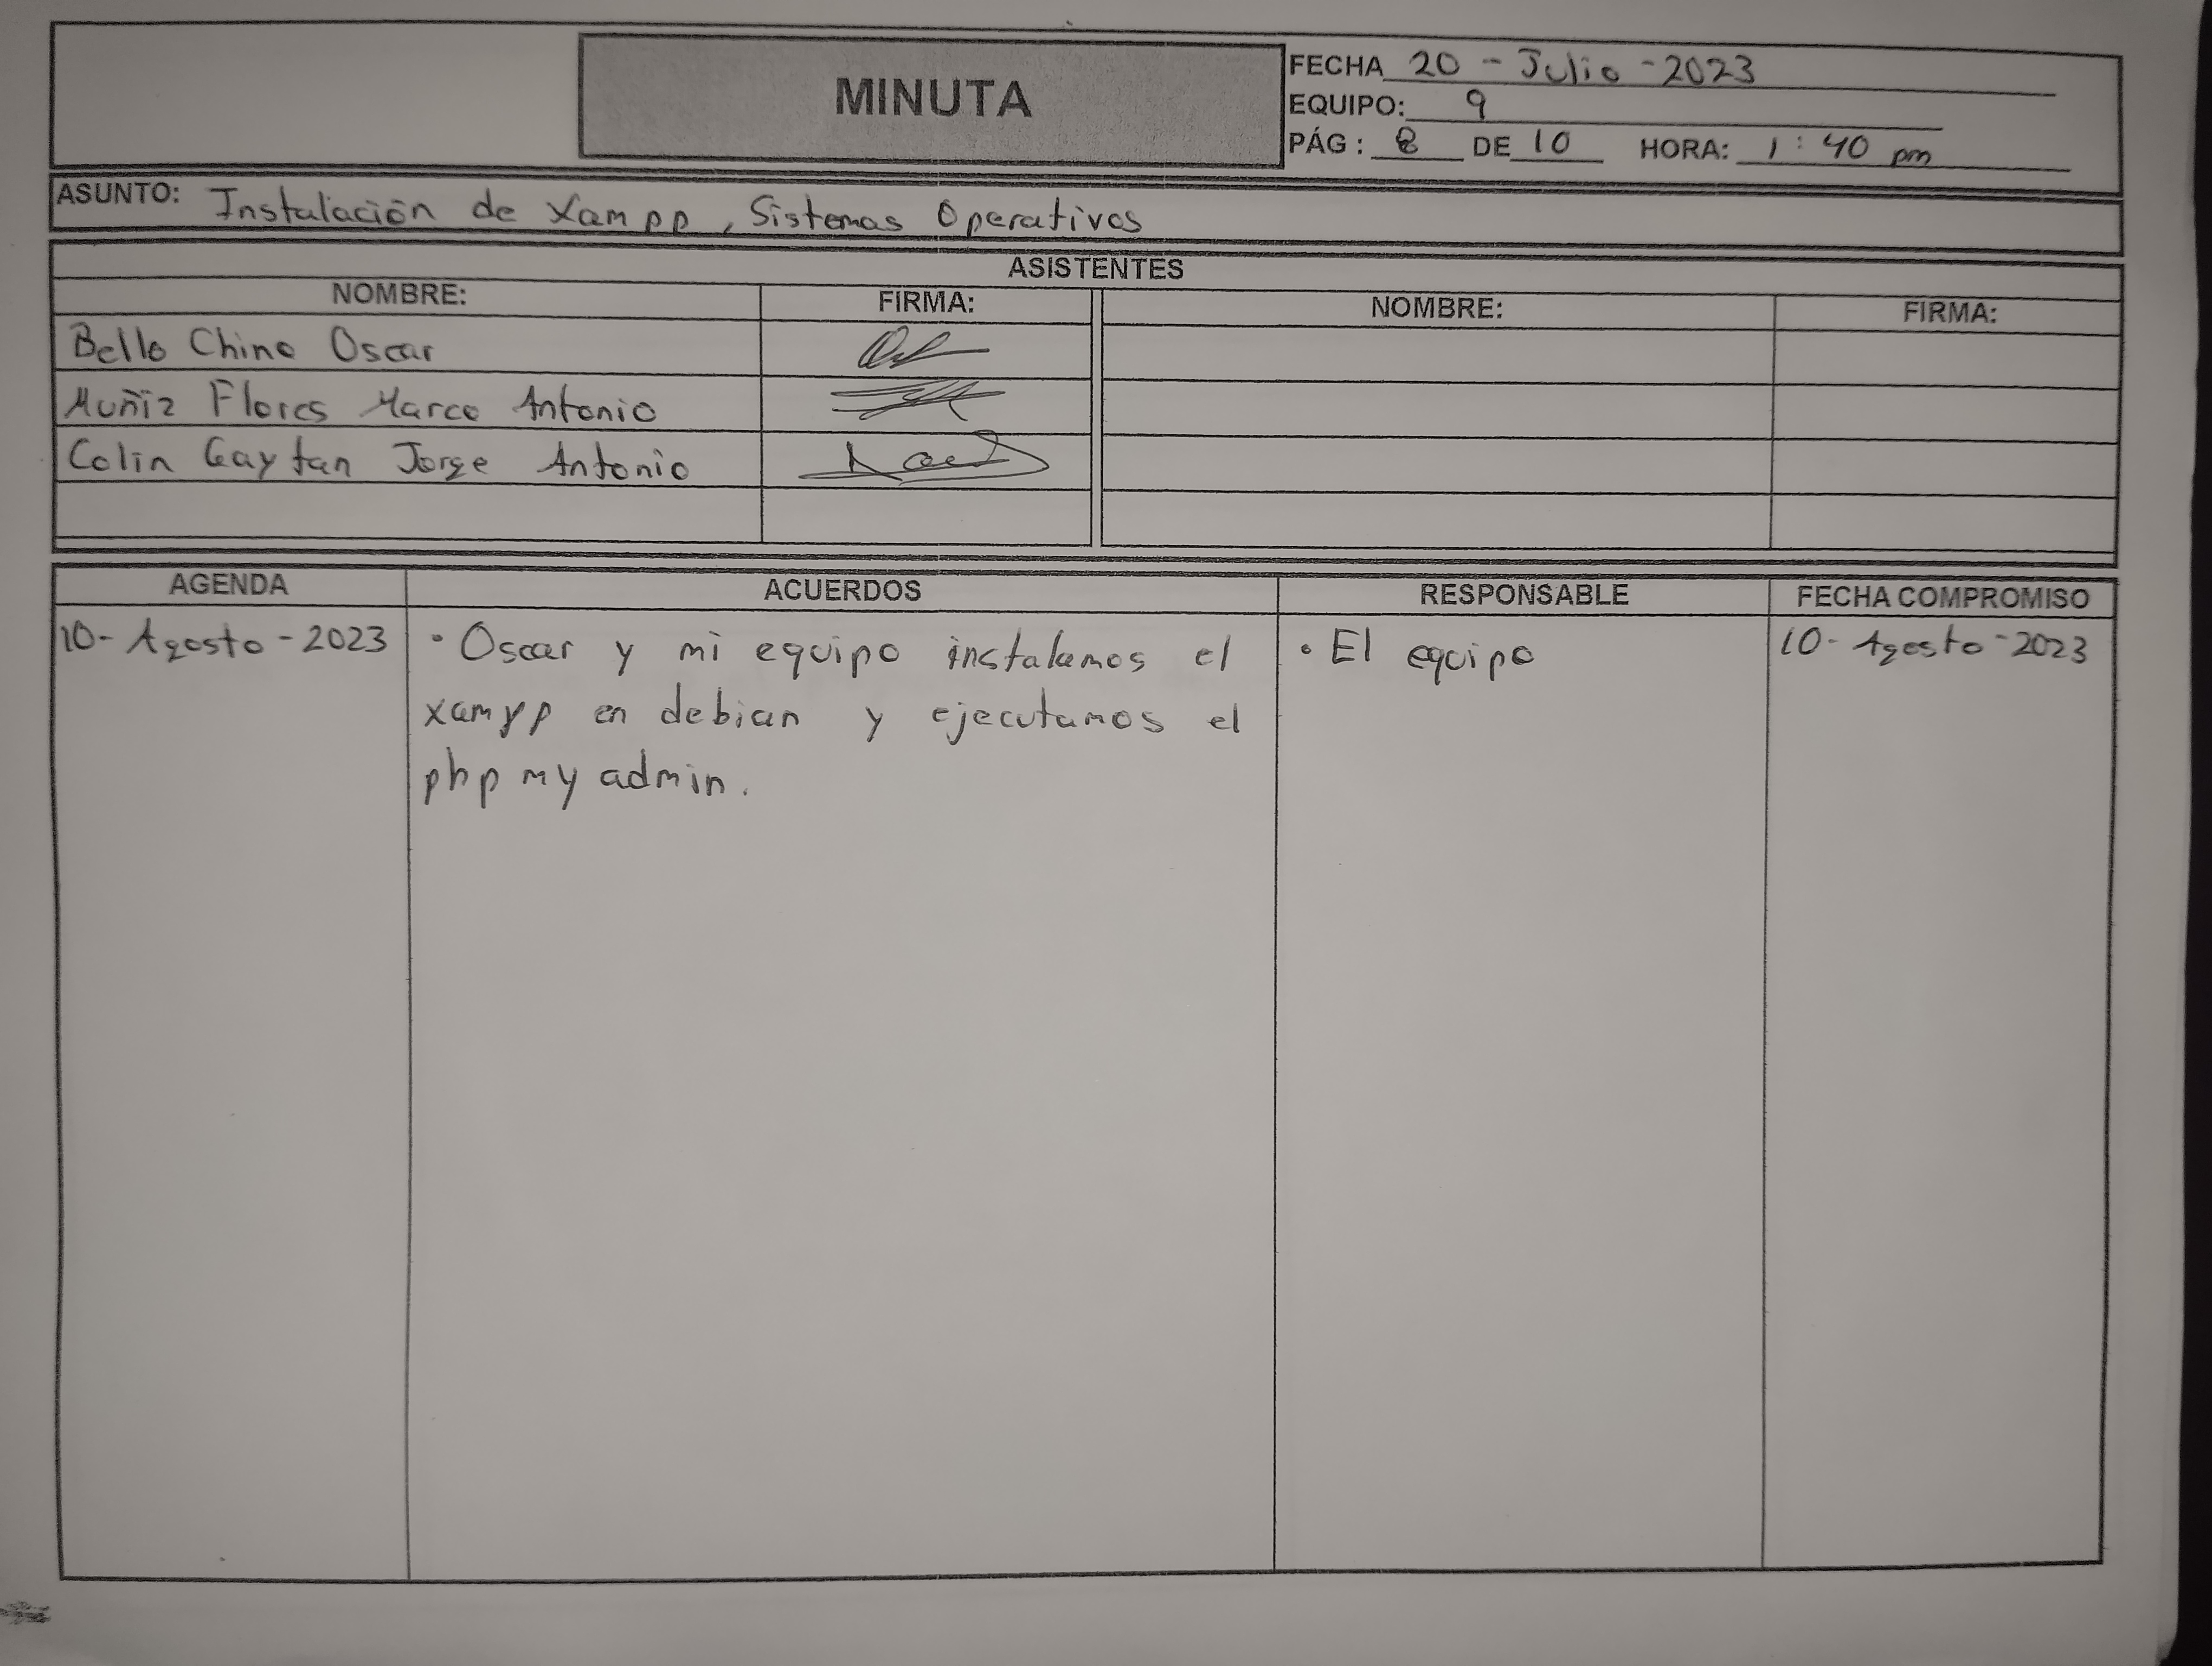 MINUTA
FECHA 20 - Julio - 2023
EQUIPO: 9
PÁG : 8 DE 10 HORA: 1:40 pm
ASUNTO: Instalación de Xampp, Sistemas Operativos
ASISTENTES
NOMBRE: FIRMA: NOMBRE: FIRMA:
Bello Chino Oscar
Muñiz Flores Marco Antonio
Colin Gaytan Jorge Antonio
AGENDA ACUERDOS RESPONSABLE FECHA COMPROMISO
10- Agosto - 2023 • Oscar y mi equipo instalamos el • El equipo 10- Agosto - 2023
xampp en debian y ejecutamos el
php my admin.